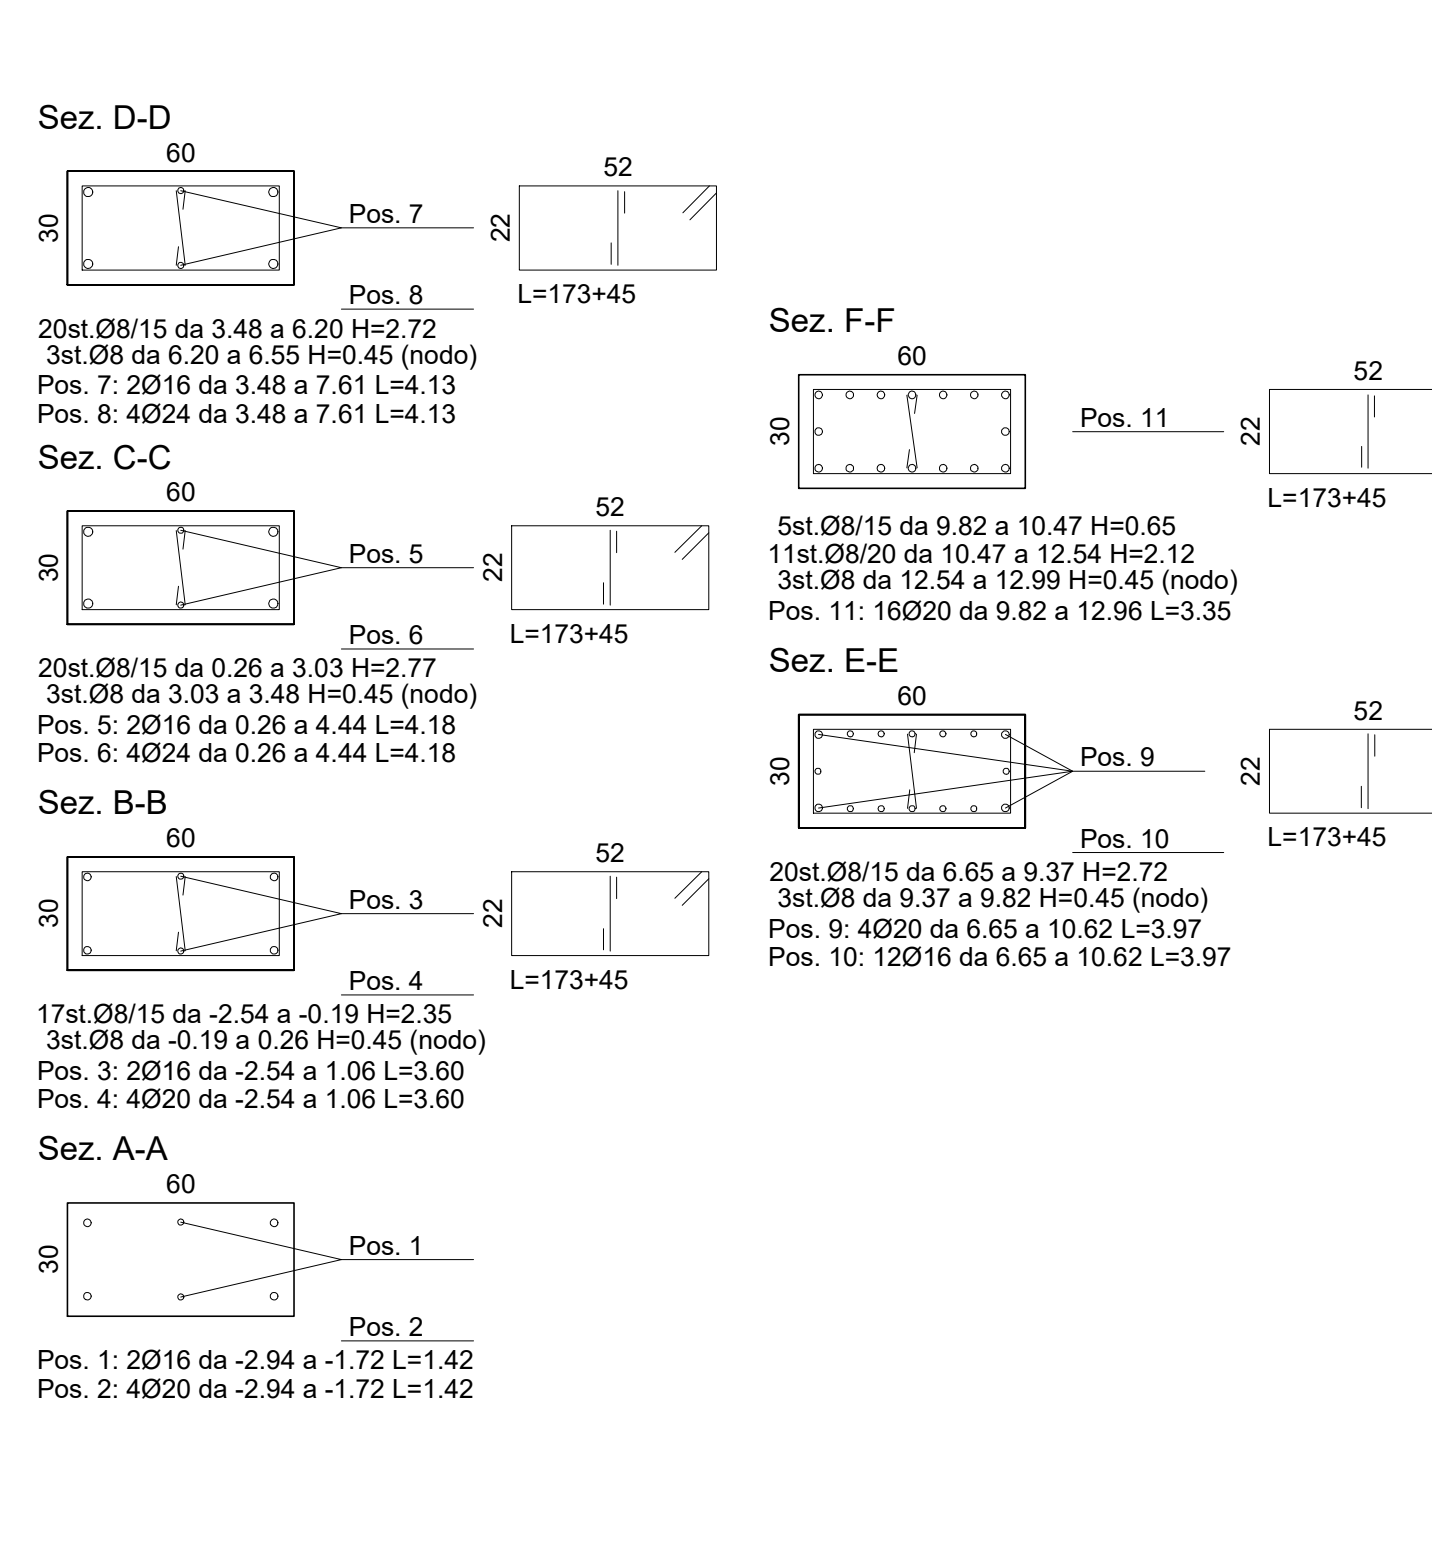 Sez. D-D
60
30
Pos. 7
Pos. 8
52
22
L=173+45
20st.Ø8/15 da 3.48 a 6.20 H=2.72
3st.Ø8 da 6.20 a 6.55 H=0.45 (nodo)
Pos. 7: 2Ø16 da 3.48 a 7.61 L=4.13
Pos. 8: 4Ø24 da 3.48 a 7.61 L=4.13
Sez. C-C
60
30
Pos. 5
Pos. 6
52
22
L=173+45
20st.Ø8/15 da 0.26 a 3.03 H=2.77
3st.Ø8 da 3.03 a 3.48 H=0.45 (nodo)
Pos. 5: 2Ø16 da 0.26 a 4.44 L=4.18
Pos. 6: 4Ø24 da 0.26 a 4.44 L=4.18
Sez. B-B
60
30
Pos. 3
Pos. 4
52
22
L=173+45
17st.Ø8/15 da -2.54 a -0.19 H=2.35
3st.Ø8 da -0.19 a 0.26 H=0.45 (nodo)
Pos. 3: 2Ø16 da -2.54 a 1.06 L=3.60
Pos. 4: 4Ø20 da -2.54 a 1.06 L=3.60
Sez. A-A
60
30
Pos. 1
Pos. 2
Pos. 1: 2Ø16 da -2.94 a -1.72 L=1.42
Pos. 2: 4Ø20 da -2.94 a -1.72 L=1.42
Sez. F-F
60
30
Pos. 11
52
22
L=173+45
5st.Ø8/15 da 9.82 a 10.47 H=0.65
11st.Ø8/20 da 10.47 a 12.54 H=2.12
3st.Ø8 da 12.54 a 12.99 H=0.45 (nodo)
Pos. 11: 16Ø20 da 9.82 a 12.96 L=3.35
Sez. E-E
60
30
Pos. 9
Pos. 10
52
22
L=173+45
20st.Ø8/15 da 6.65 a 9.37 H=2.72
3st.Ø8 da 9.37 a 9.82 H=0.45 (nodo)
Pos. 9: 4Ø20 da 6.65 a 10.62 L=3.97
Pos. 10: 12Ø16 da 6.65 a 10.62 L=3.97